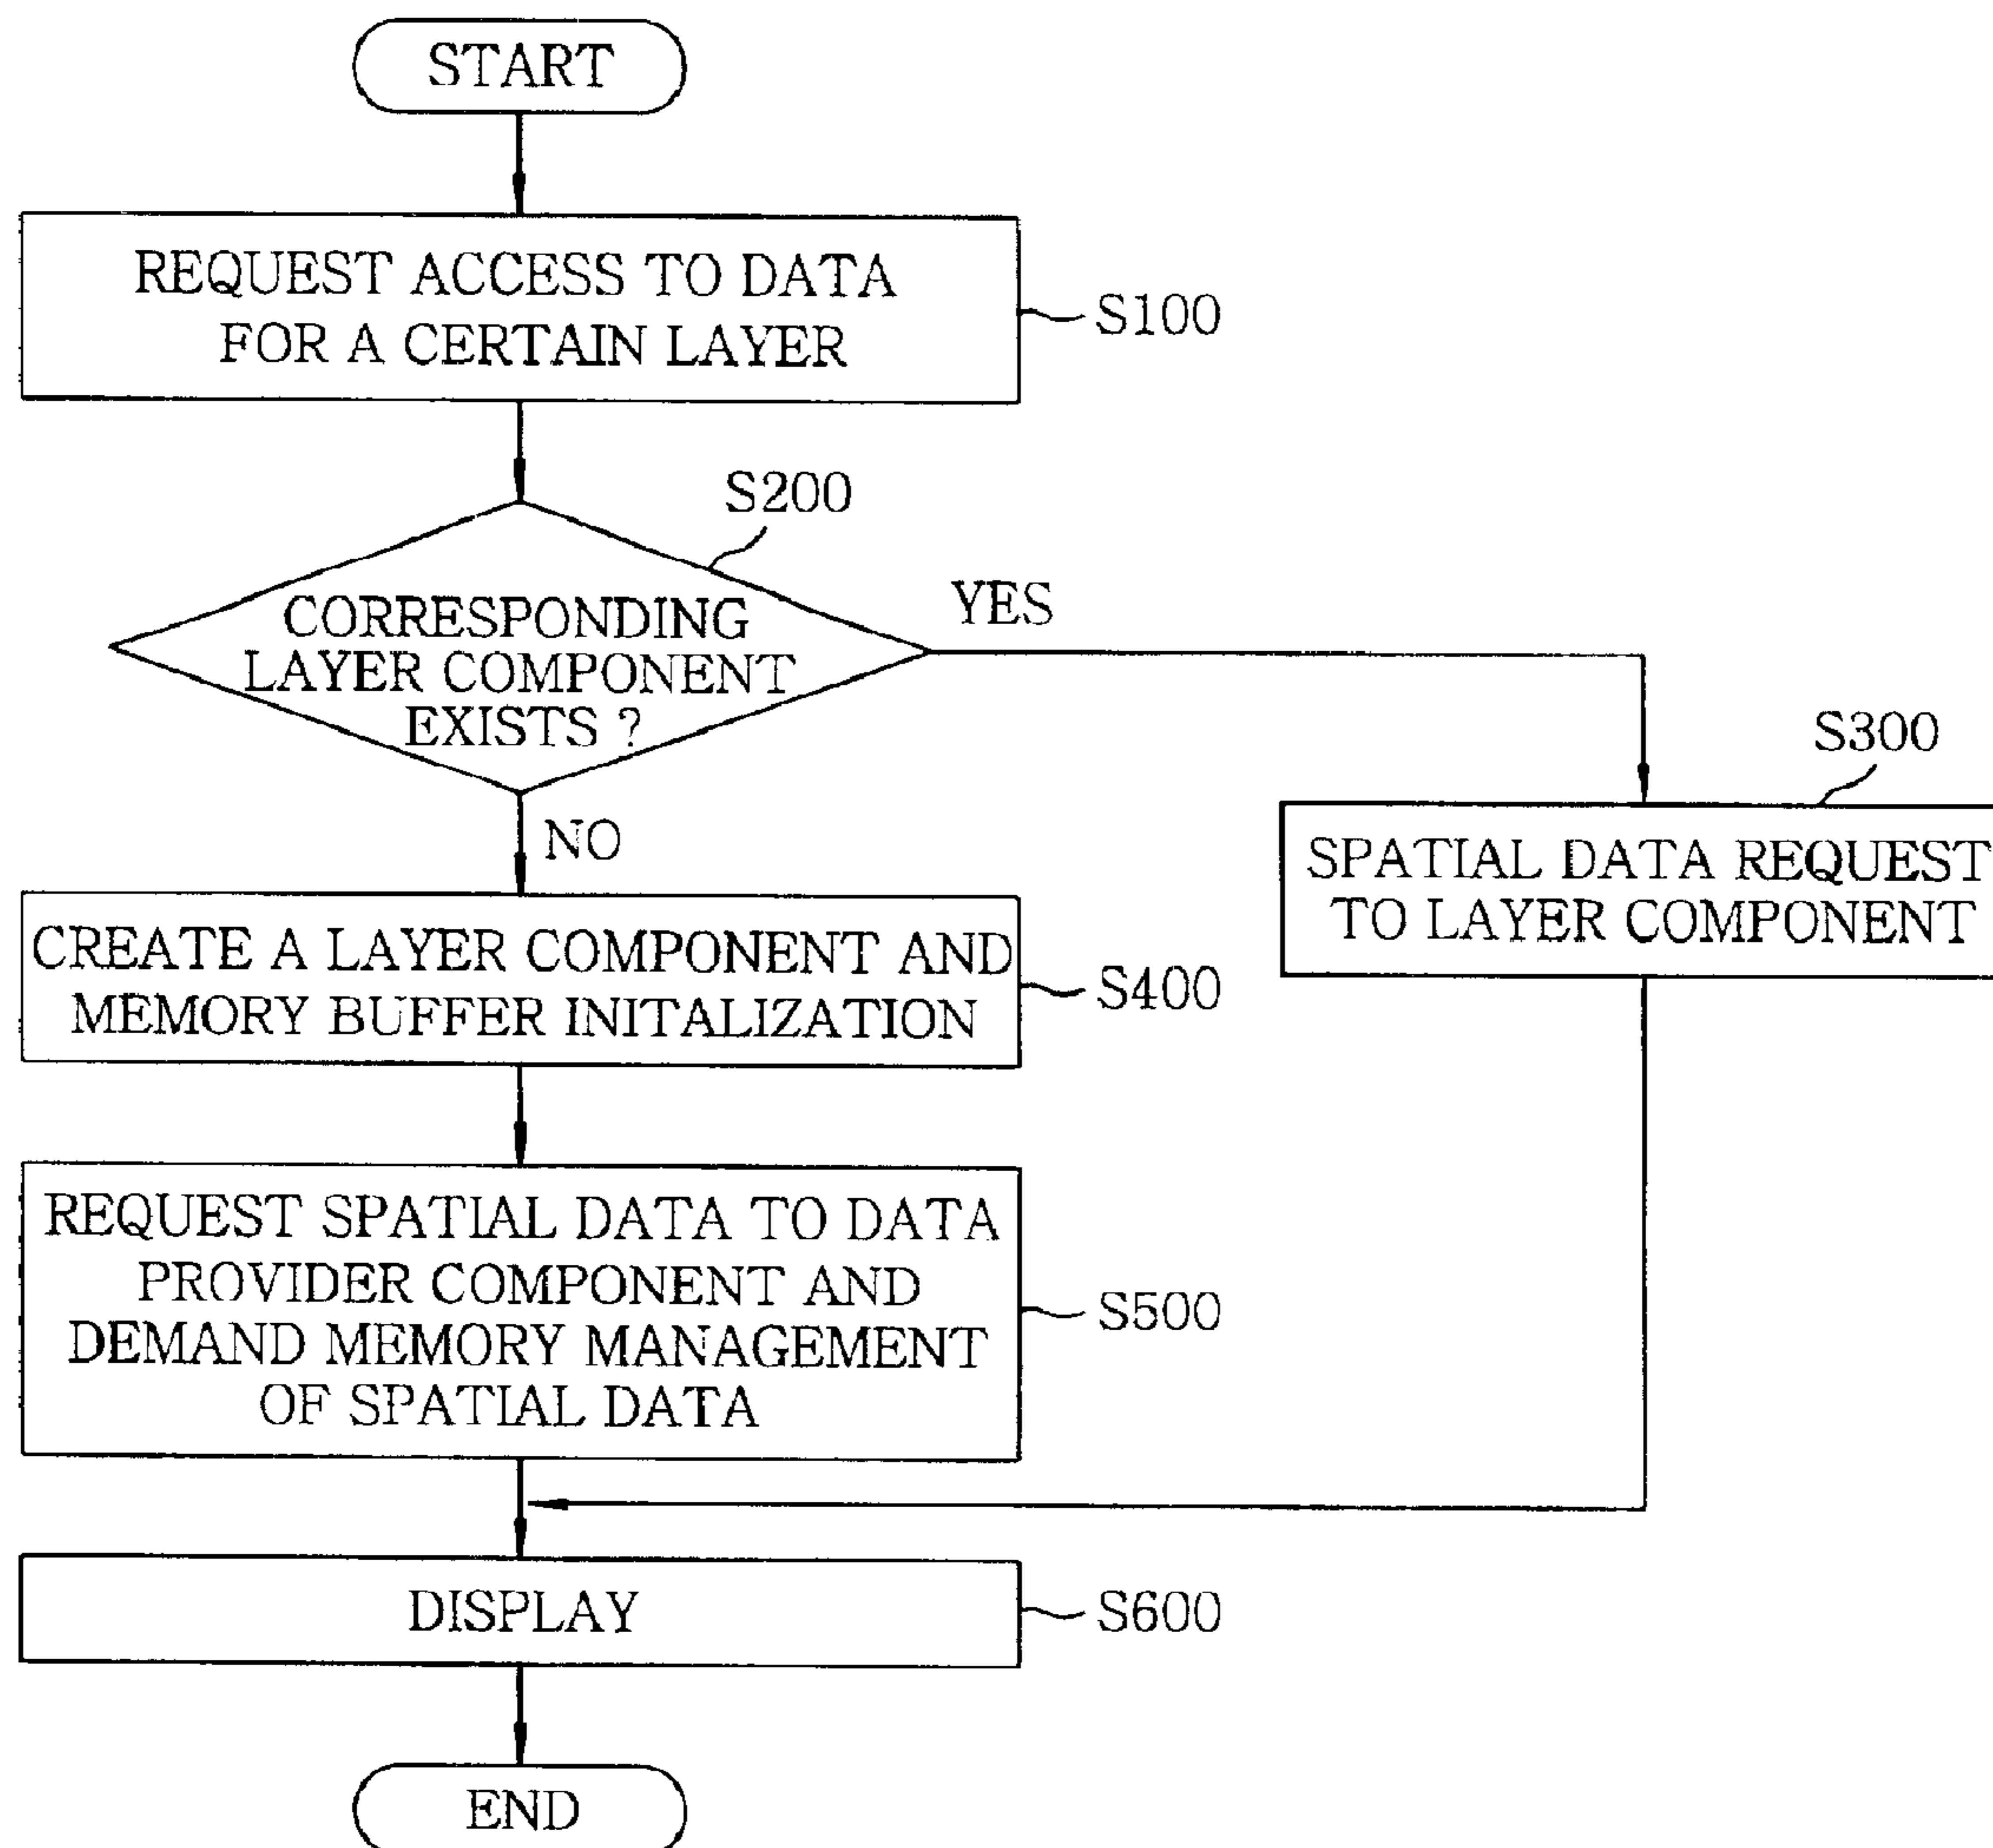 START
REQUEST ACCESS TO DATA
FOR A CERTAIN LAYER
S100
S200
CORRESPONDING
LAYER COMPONENT
EXISTS ?
YES
NO
S300
SPATIAL DATA REQUEST
TO LAYER COMPONENT
CREATE A LAYER COMPONENT AND
MEMORY BUFFER INITALIZATION
S400
REQUEST SPATIAL DATA TO DATA
PROVIDER COMPONENT AND
DEMAND MEMORY MANAGEMENT
OF SPATIAL DATA
S500
DISPLAY
S600
END